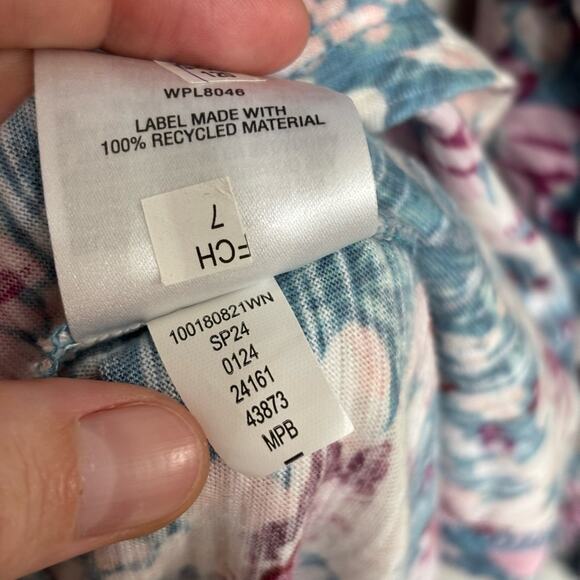 WPL8046
LABEL MADE WITH
100% RECYCLED MATERIAL
FCH
7
100180821WN
SP24
0124
24161
43873
MPB